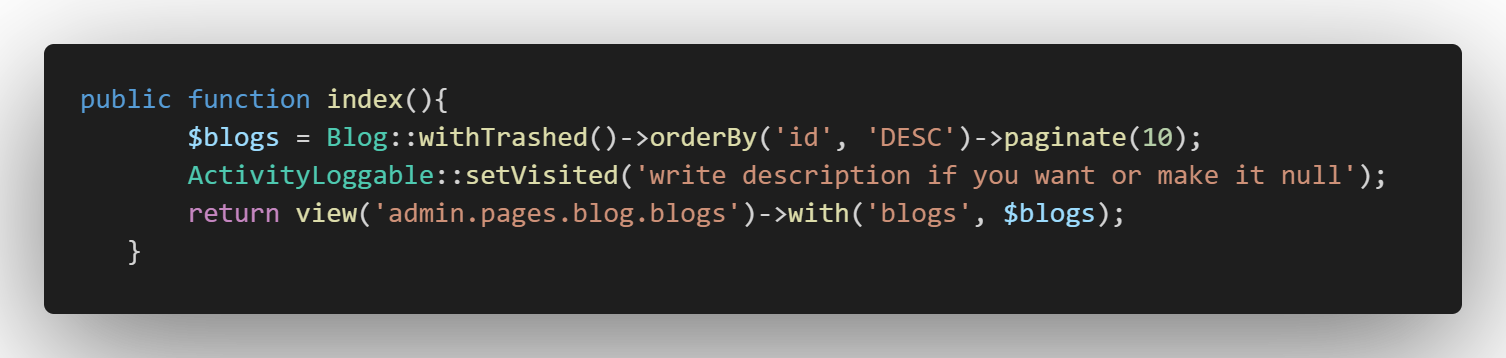 public function index(){
$blogs = Blog::withTrashed()->orderBy('id', 'DESC')->paginate(10);
ActivityLoggable::setVisited('write description if you want or make it null');
return view('admin.pages.blog.blogs')->with('blogs', $blogs);
}